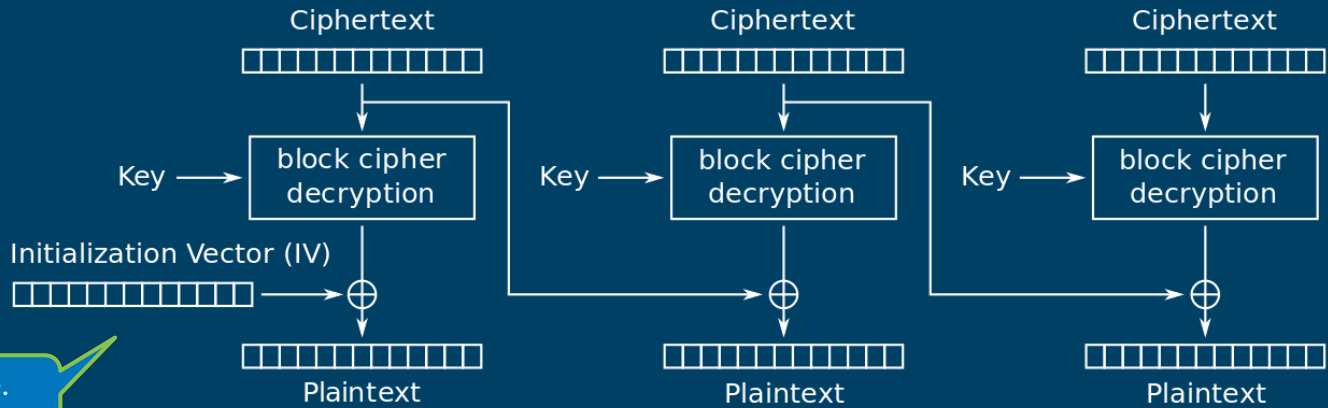 Ciphertext Ciphertext Ciphertext
Key block cipher decryption Key block cipher decryption Key block cipher decryption
Initialization Vector (IV)
Plaintext Plaintext Plaintext